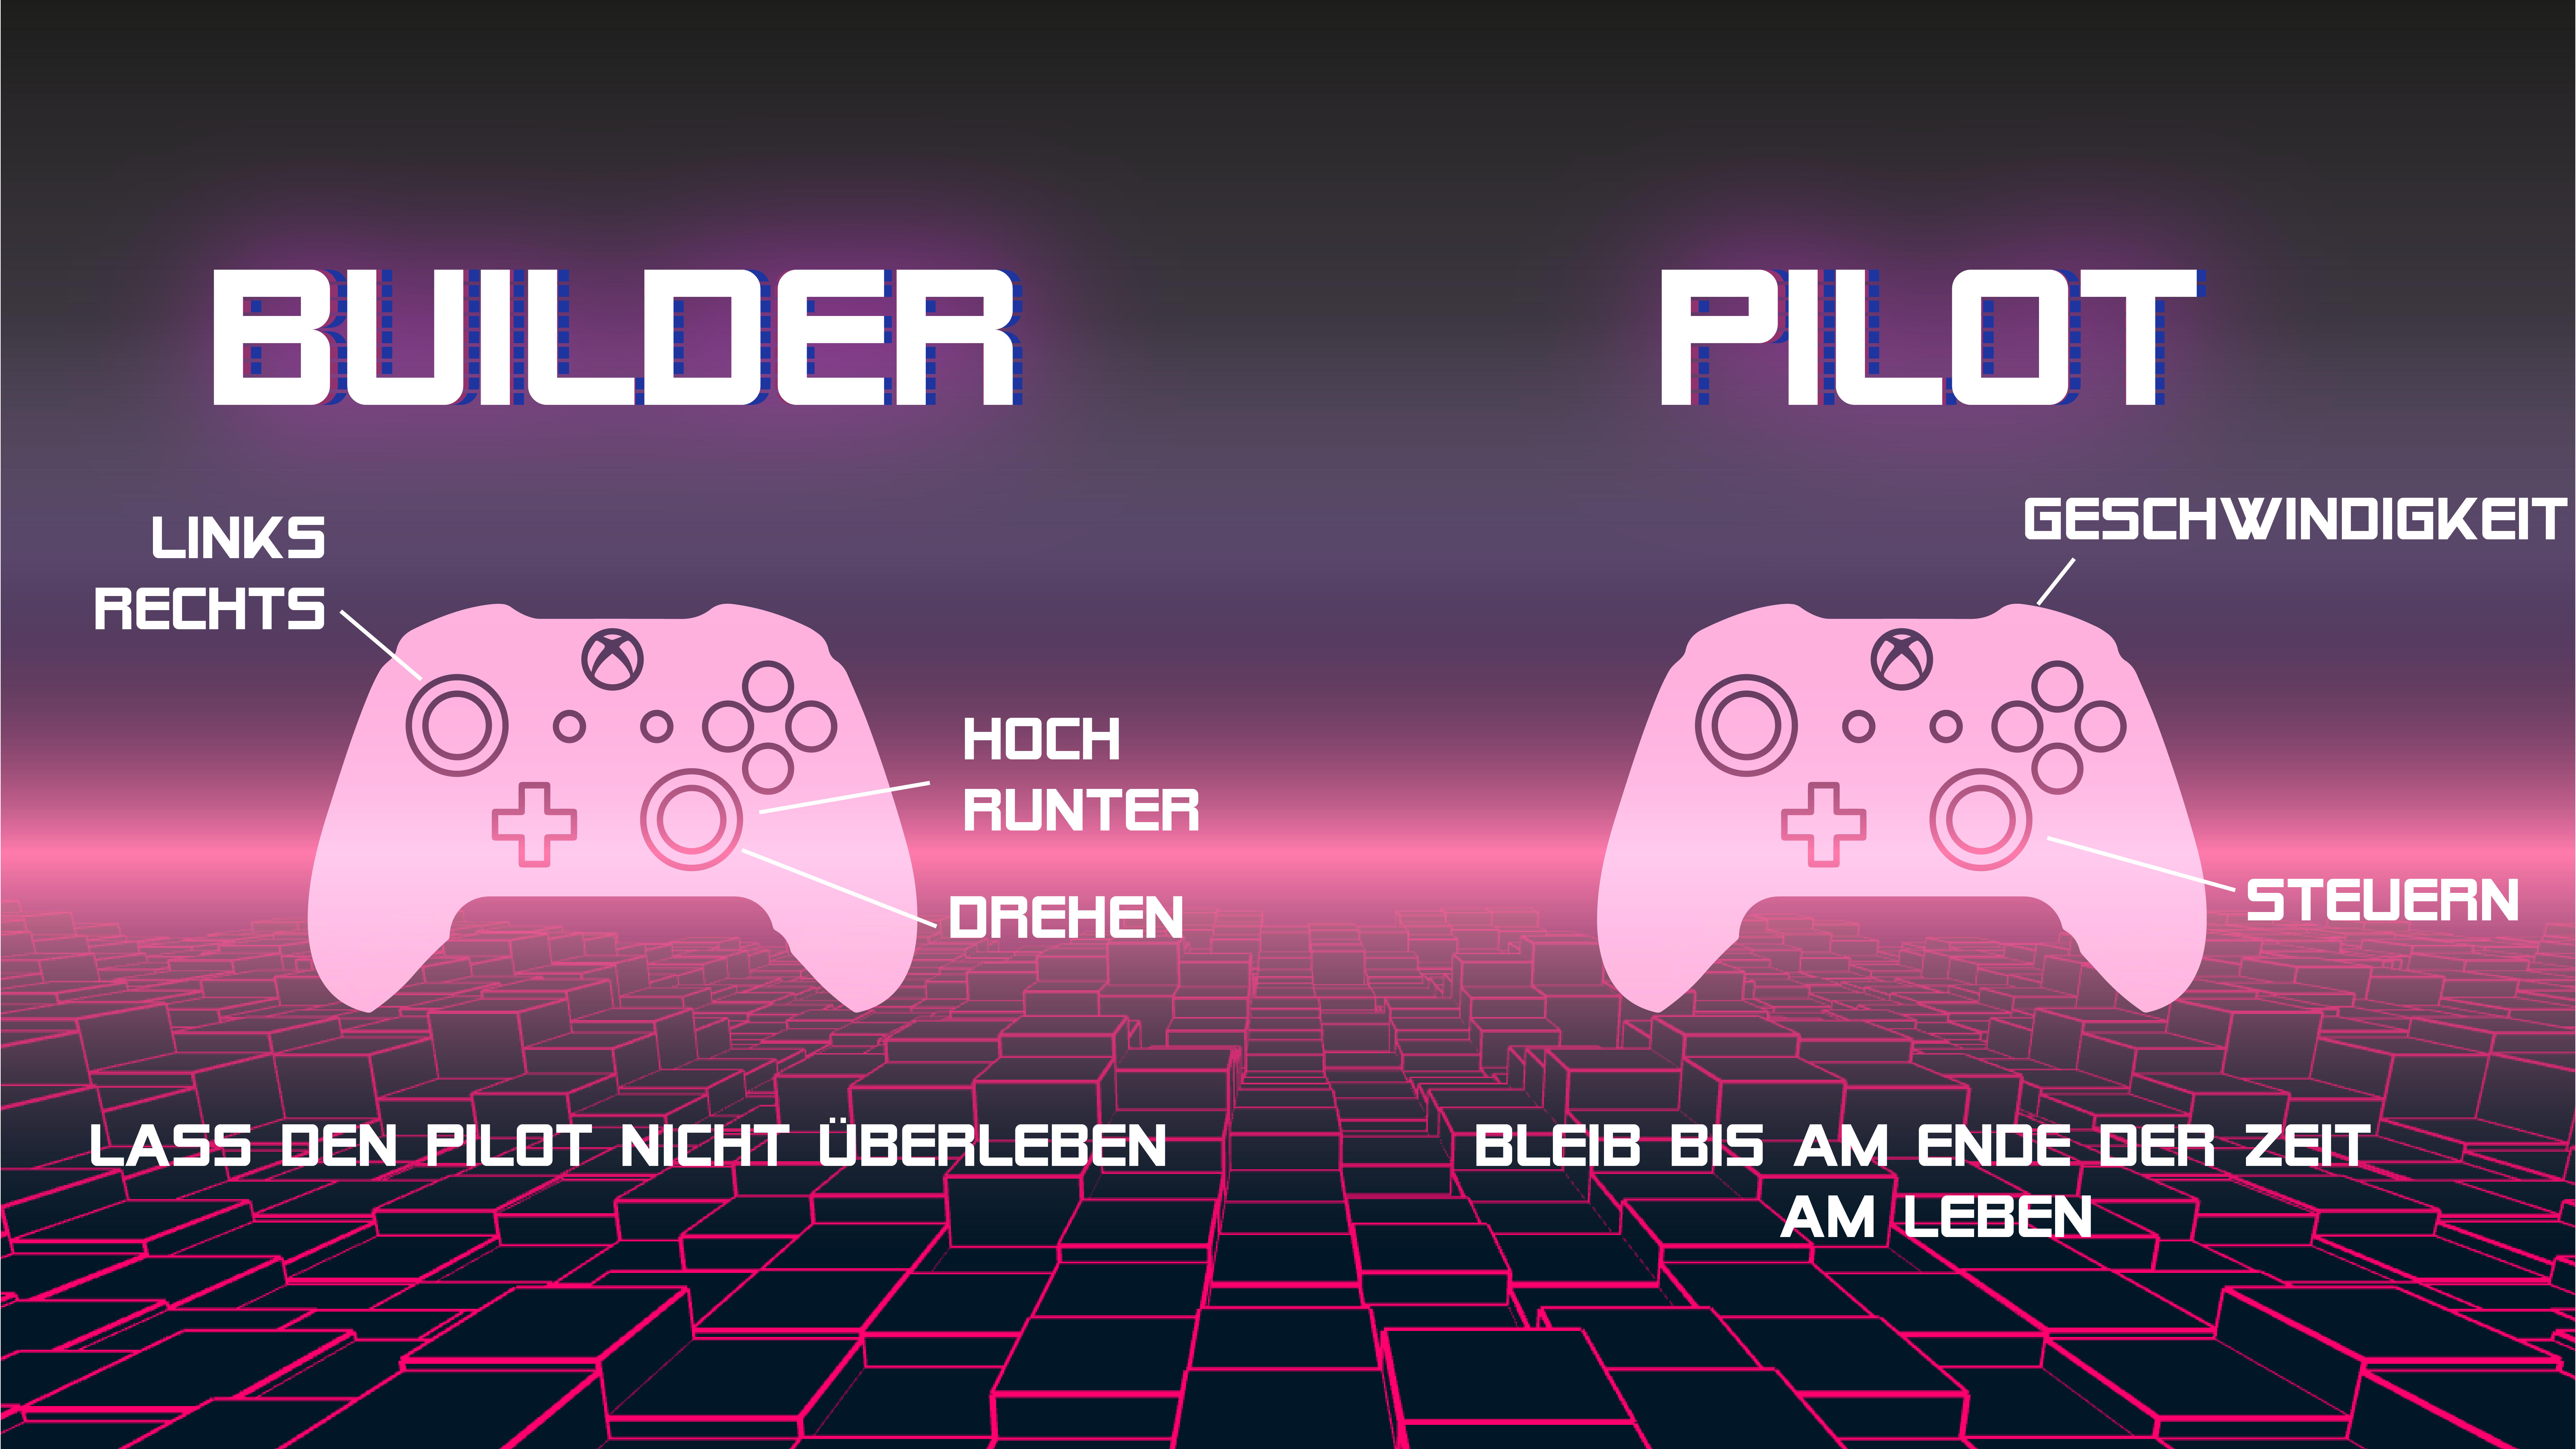 BUILDER
LINKS
RECHTS
HOCH
RUNTER
DREHEN
LASS DEN PILOT NICHT ÜBERLEBEN
PILOT
GESCHWINDIGKEIT
STEUERN
BLEIB BIS AM ENDE DER ZEIT
AM LEBEN